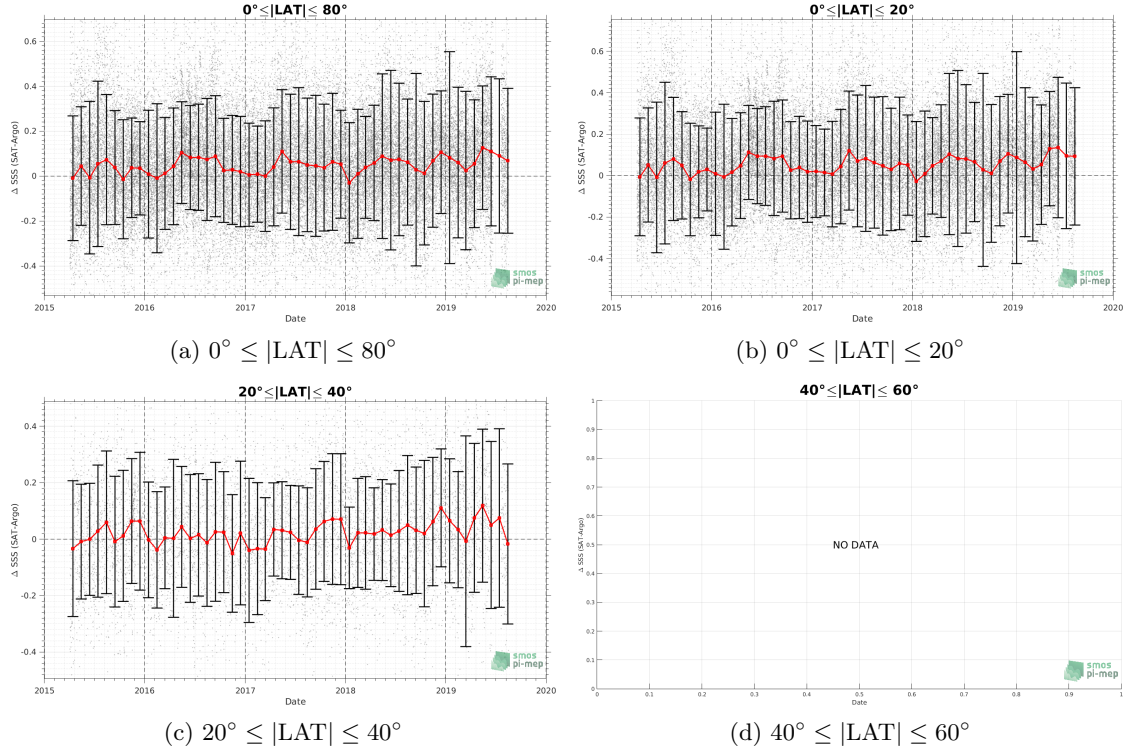 0°≤|LAT|≤ 80°
Δ SSS (SAT-Argo)
0.6
0.4
0.2
0
-0.2
-0.4
2015 2016 2017 2018 2019 2020
Date
smos
pi-mep
(a) 0° ≤ |LAT| ≤ 80°
0°≤|LAT|≤ 20°
Δ SSS (SAT-Argo)
0.6
0.4
0.2
0
-0.2
-0.4
2015 2016 2017 2018 2019 2020
Date
smos
pi-mep
(b) 0° ≤ |LAT| ≤ 20°
20°≤|LAT|≤ 40°
Δ SSS (SAT-Argo)
0.4
0.2
0
-0.2
-0.4
2015 2016 2017 2018 2019 2020
Date
smos
pi-mep
(c) 20° ≤ |LAT| ≤ 40°
40°≤|LAT|≤ 60°
Δ SSS (SAT-Argo)
1
0.9
0.8
0.7
0.6
0.5
0.4
0.3
0.2
0.1
0
NO DATA
0 0.1 0.2 0.3 0.4 0.5 0.6 0.7 0.8 0.9 1
Date
smos
pi-mep
(d) 40° ≤ |LAT| ≤ 60°